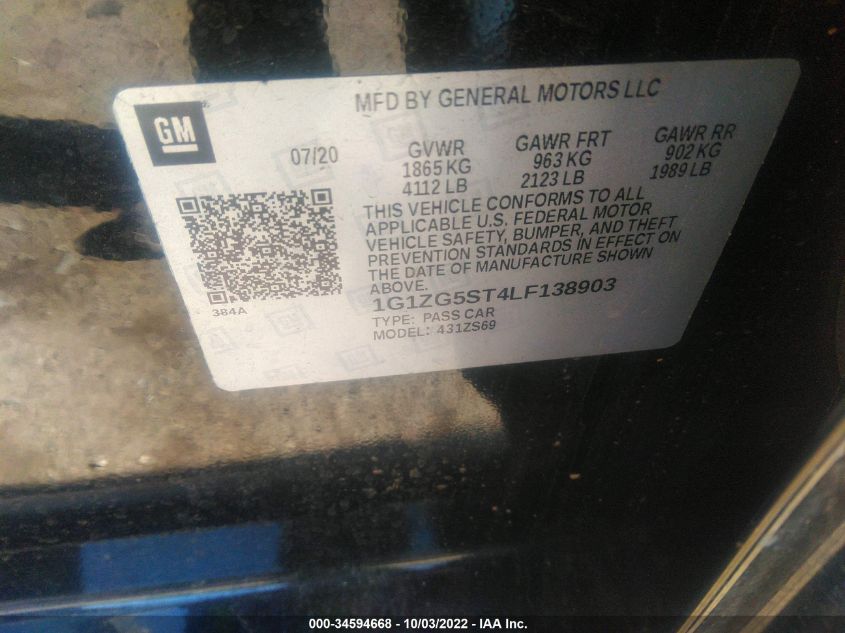 MFD BY GENERAL MOTORS LLC
GM
07/20
GVWR
1865 KG
4112 LB
GAWR FRT
963 KG
2123 LB
GAWR RR
902 KG
1989 LB
THIS VEHICLE CONFORMS TO ALL
APPLICABLE U.S. FEDERAL MOTOR
VEHICLE SAFETY, BUMPER, AND THEFT
PREVENTION STANDARDS IN EFFECT ON
THE DATE OF MANUFACTURE SHOWN
ABOVE.
384A
1G1ZG5ST4LF138903
TYPE: PASS CAR
MODEL: 431ZS69
000-34594668 - 10/03/2022 - IAA Inc.